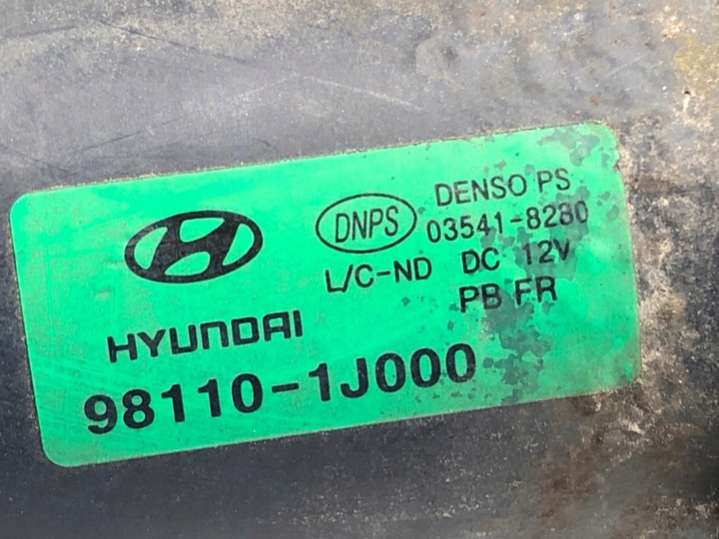 DNPS
DENSO PS
03541-8280
L/C-ND DC 12V
PB FR
HYUNDAI
98110-1J000